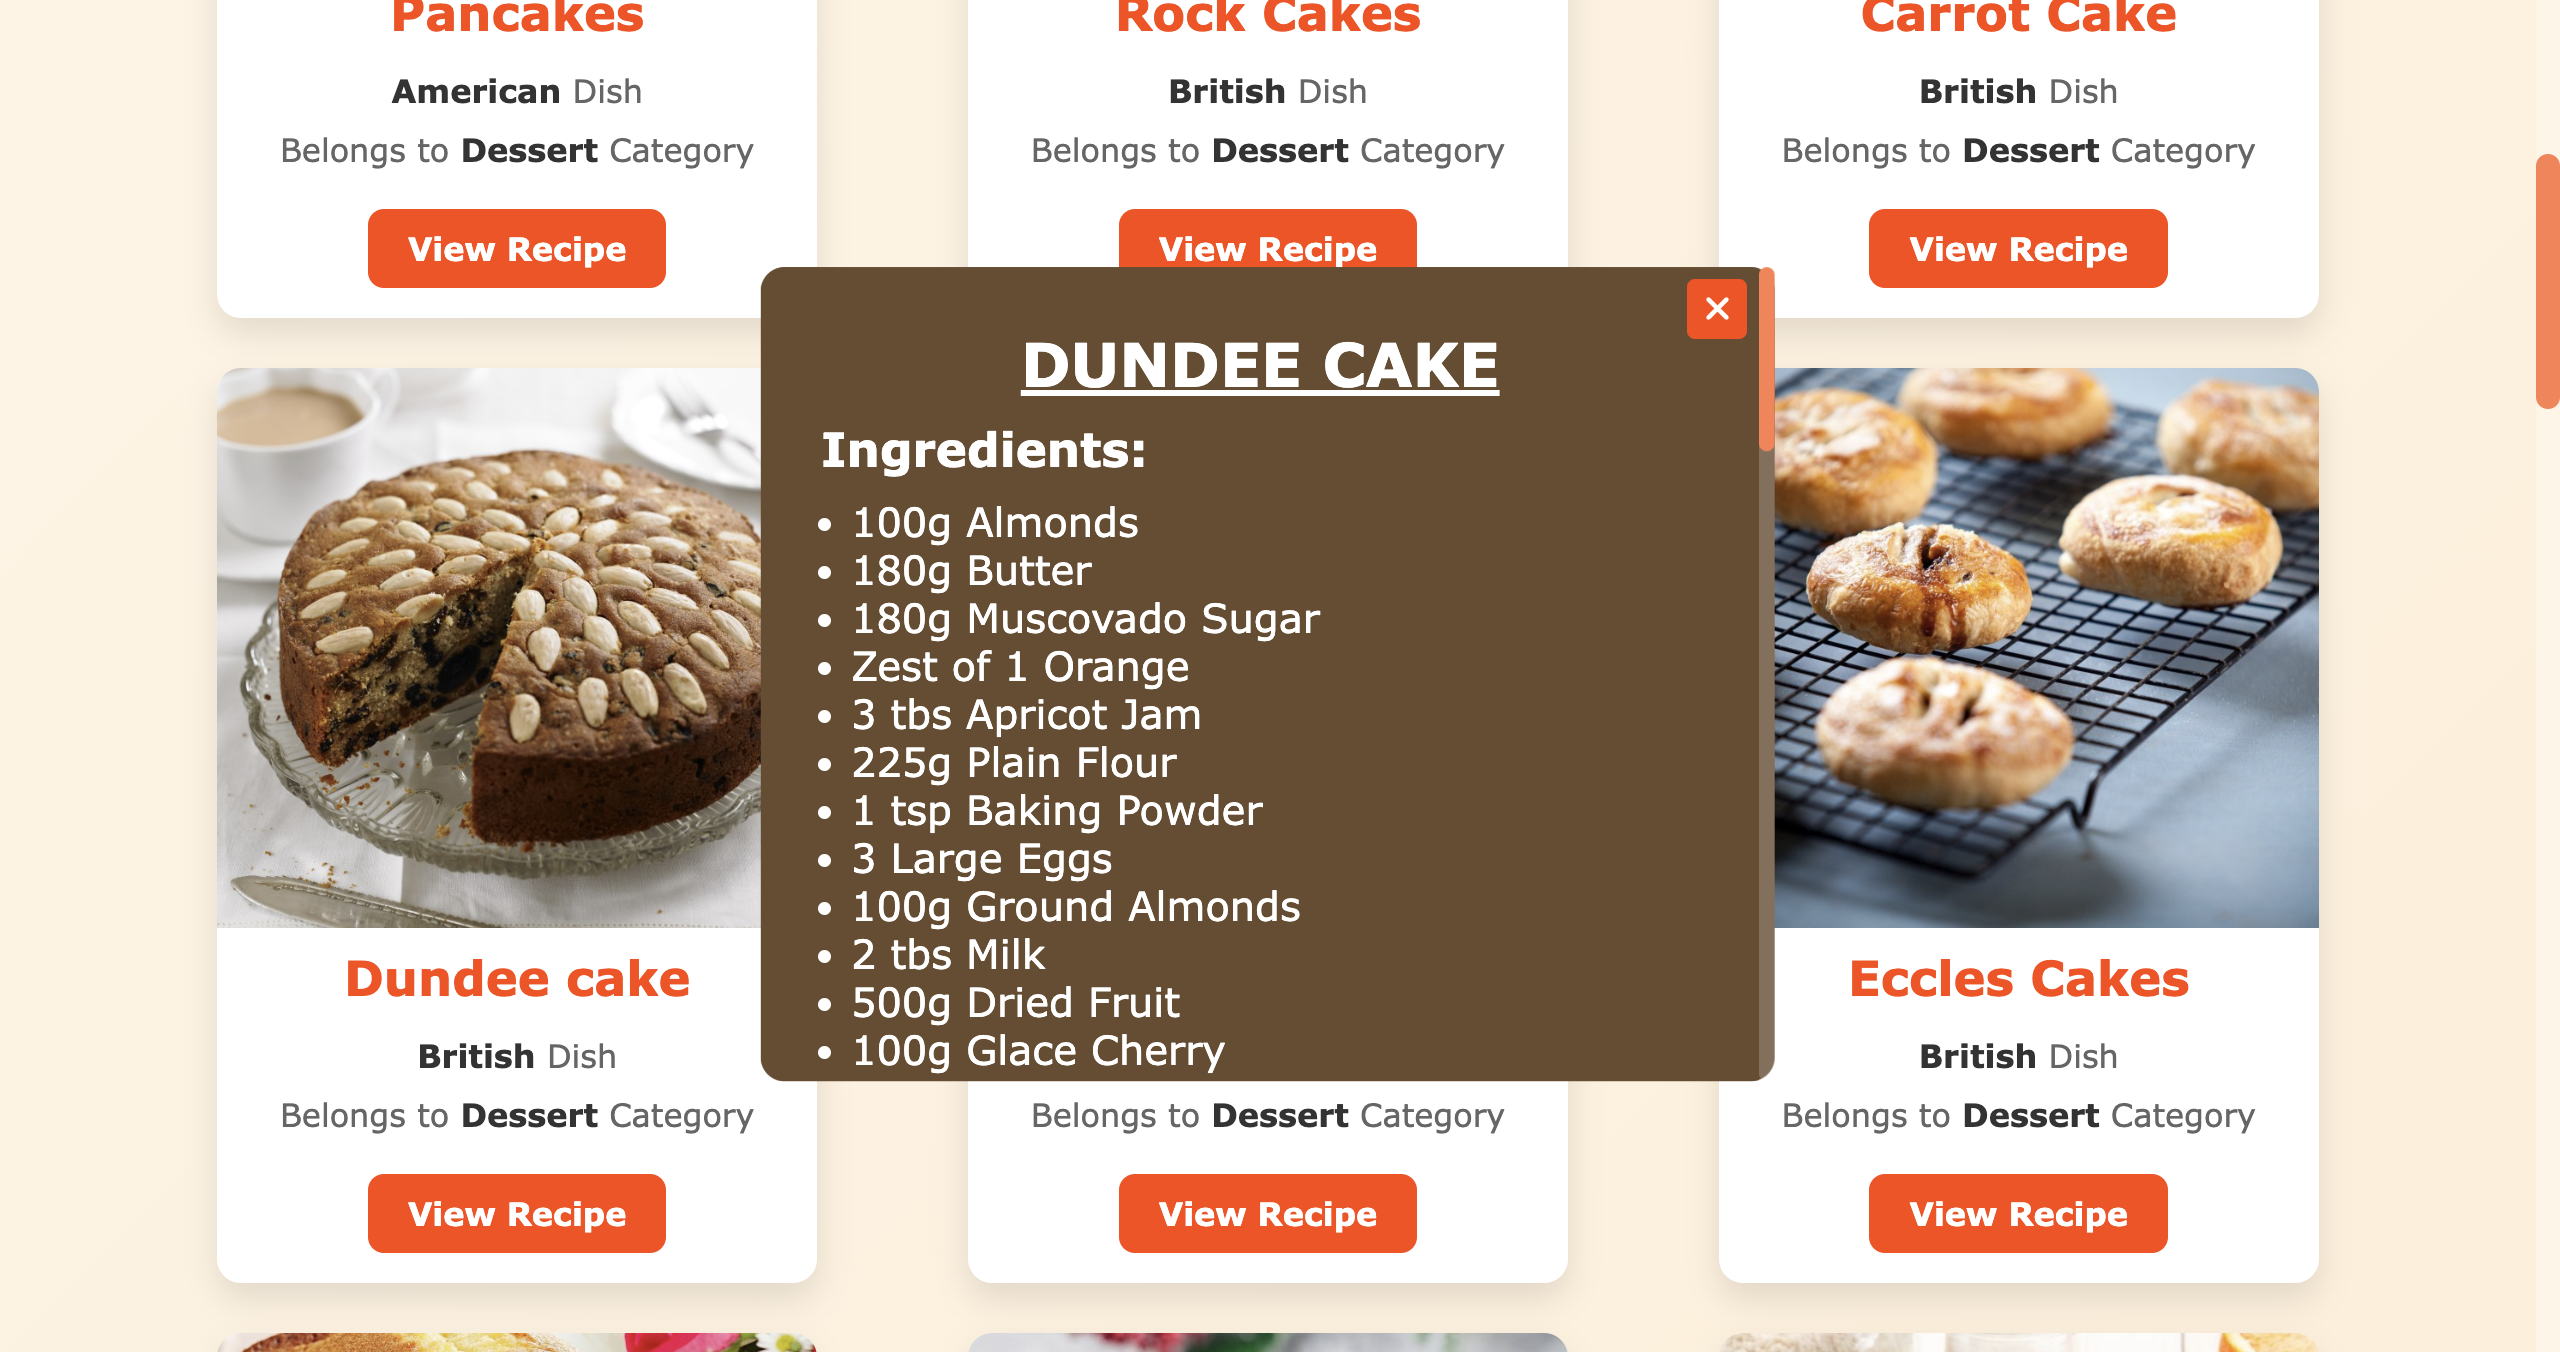 Pancakes
American Dish
Belongs to Dessert Category
View Recipe
Rock Cakes
British Dish
Belongs to Dessert Category
View Recipe
Carrot Cake
British Dish
Belongs to Dessert Category
View Recipe
DUNDEE CAKE
Ingredients:
• 100g Almonds
• 180g Butter
• 180g Muscovado Sugar
• Zest of 1 Orange
• 3 tbs Apricot Jam
• 225g Plain Flour
• 1 tsp Baking Powder
• 3 Large Eggs
• 100g Ground Almonds
• 2 tbs Milk
• 500g Dried Fruit
• 100g Glace Cherry
Dundee cake
British Dish
Belongs to Dessert Category
View Recipe
Belongs to Dessert Category
View Recipe
Eccles Cakes
British Dish
Belongs to Dessert Category
View Recipe